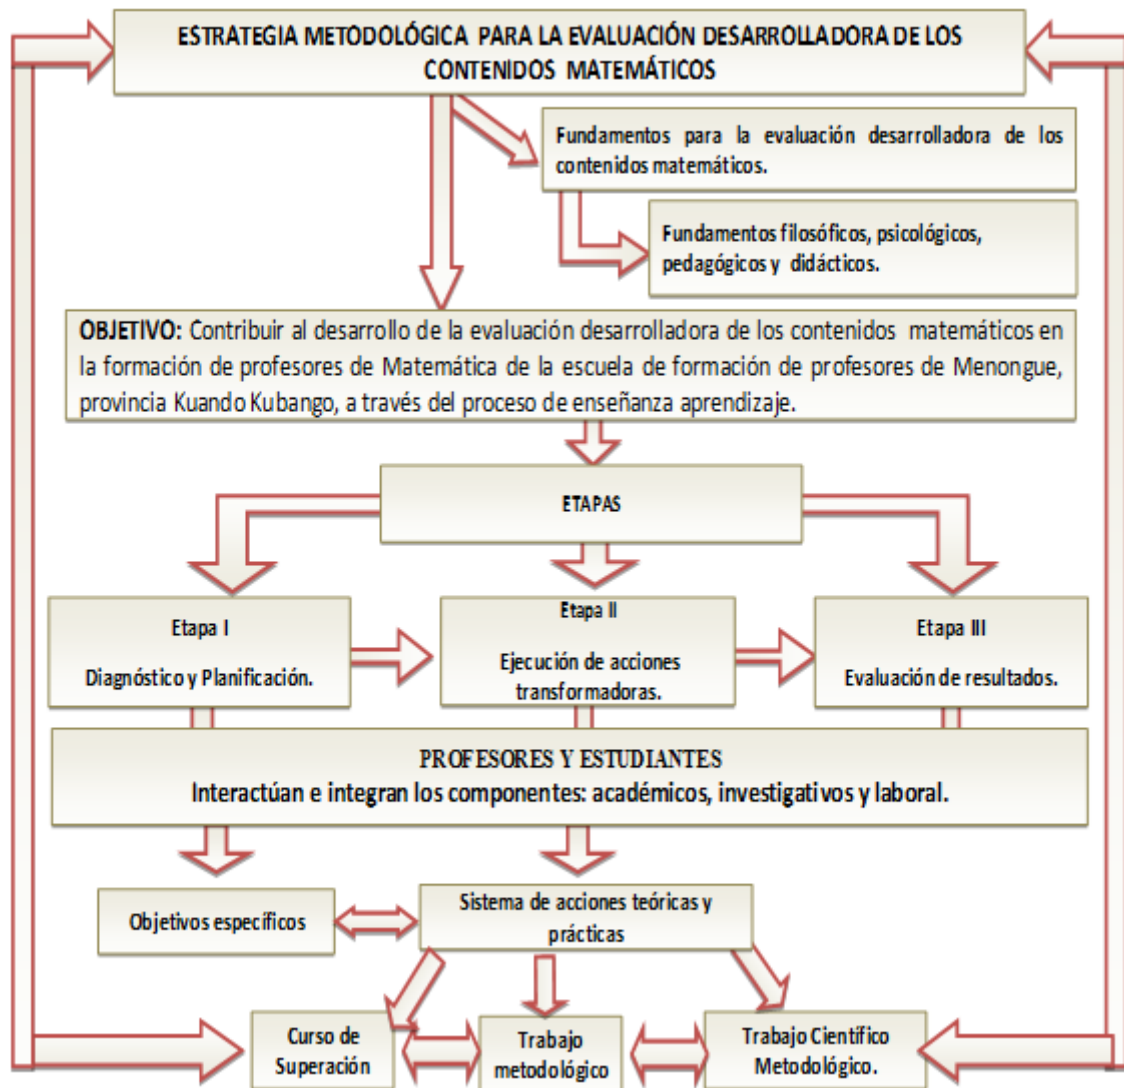 ESTRATEGIA METODOLÓGICA PARA LA EVALUACIÓN DESARROLLADORA DE LOS
CONTENIDOS MATEMÁTICOS
Fundamentos para la evaluación desarrolladora de los
contenidos matemáticos.
Fundamentos filosóficos, psicológicos,
pedagógicos y didácticos.
OBJETIVO: Contribuir al desarrollo de la evaluación desarrolladora de los contenidos matemáticos en
la formación de profesores de Matemática de la escuela de formación de profesores de Menongue,
provincia Kuando Kubango, a través del proceso de enseñanza aprendizaje.
ETAPAS
Etapa I
Diagnóstico y Planificación.
Etapa II
Ejecución de acciones
transformadoras.
Etapa III
Evaluación de resultados.
PROFESORES Y ESTUDIANTES
Interactúan e integran los componentes: académicos, investigativos y laboral.
Objetivos específicos
Sistema de acciones teóricas y
prácticas
Curso de
Superación
Trabajo
metodológico
Trabajo Científico
Metodológico.